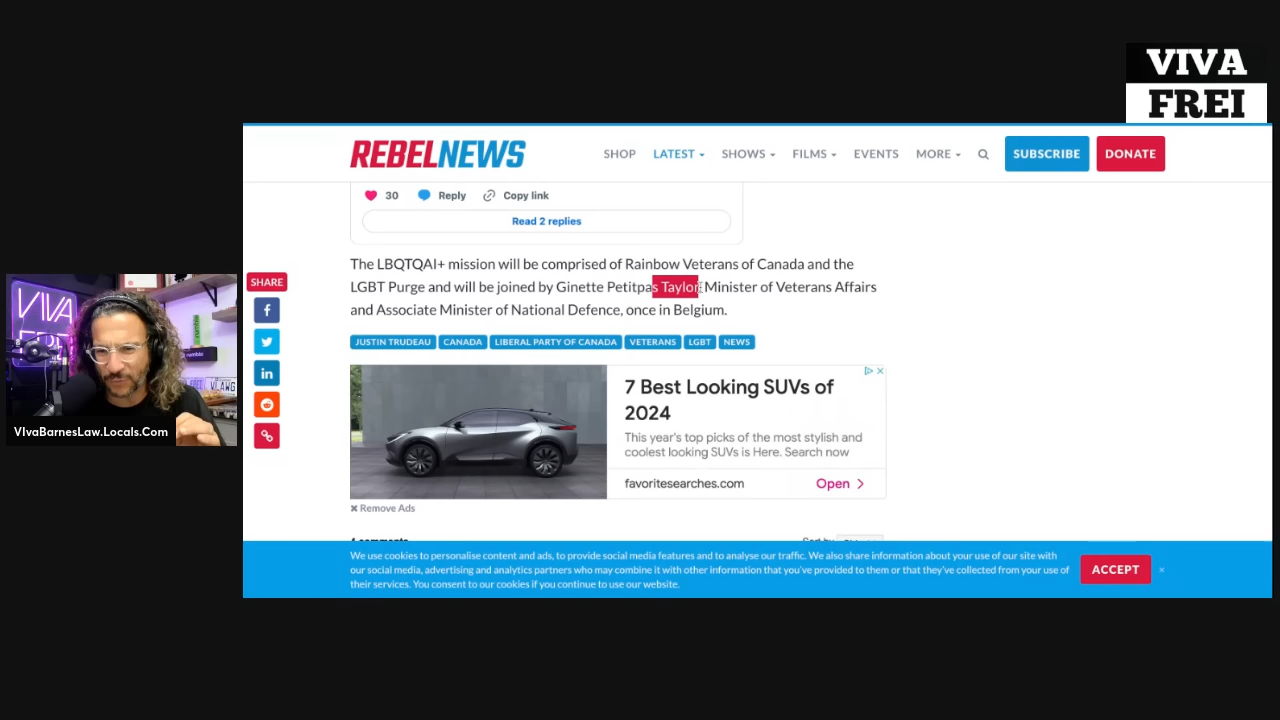 VIVA
FREI
REBELNEWS
SHOP
LATEST
SHOWS
FILMS
EVENTS
MORE
SUBSCRIBE
DONATE
30
Reply
Copy link
Read 2 replies
The LBQTQAI+ mission will be comprised of Rainbow Veterans of Canada and the
LGBT Purge and will be joined by Ginette Petitpas Taylor, Minister of Veterans Affairs
and Associate Minister of National Defence, once in Belgium.
SHARE
JUSTIN TRUDEAU
CANADA
LIBERAL PARTY OF CANADA
VETERANS
LGBT
NEWS
7 Best Looking SUVs of
2024
This year's top picks of the most stylish and
coolest looking SUVs is Here. Search now
favoritesearches.com
Open
Remove Ads
VIVA
rumble
VLAWG
VIvaBarnesLaw.Locals.Com
We use cookies to personalise content and ads, to provide social media features and to analyse our traffic. We also share information about your use of our site with
our social media, advertising and analytics partners who may combine it with other information that you've provided to them or that they've collected from your use of
their services. You consent to our cookies if you continue to use our website.
ACCEPT